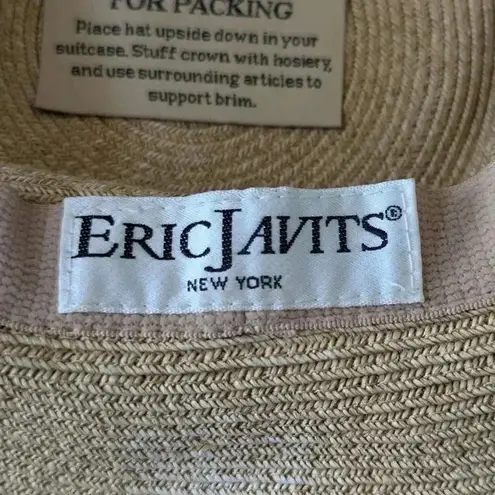 FOR PACKING
Place hat upside down in your
suitcase. Stuff crown with hosiery,
and use surrounding articles to
support brim.
ERIC JAVITS®
NEW YORK